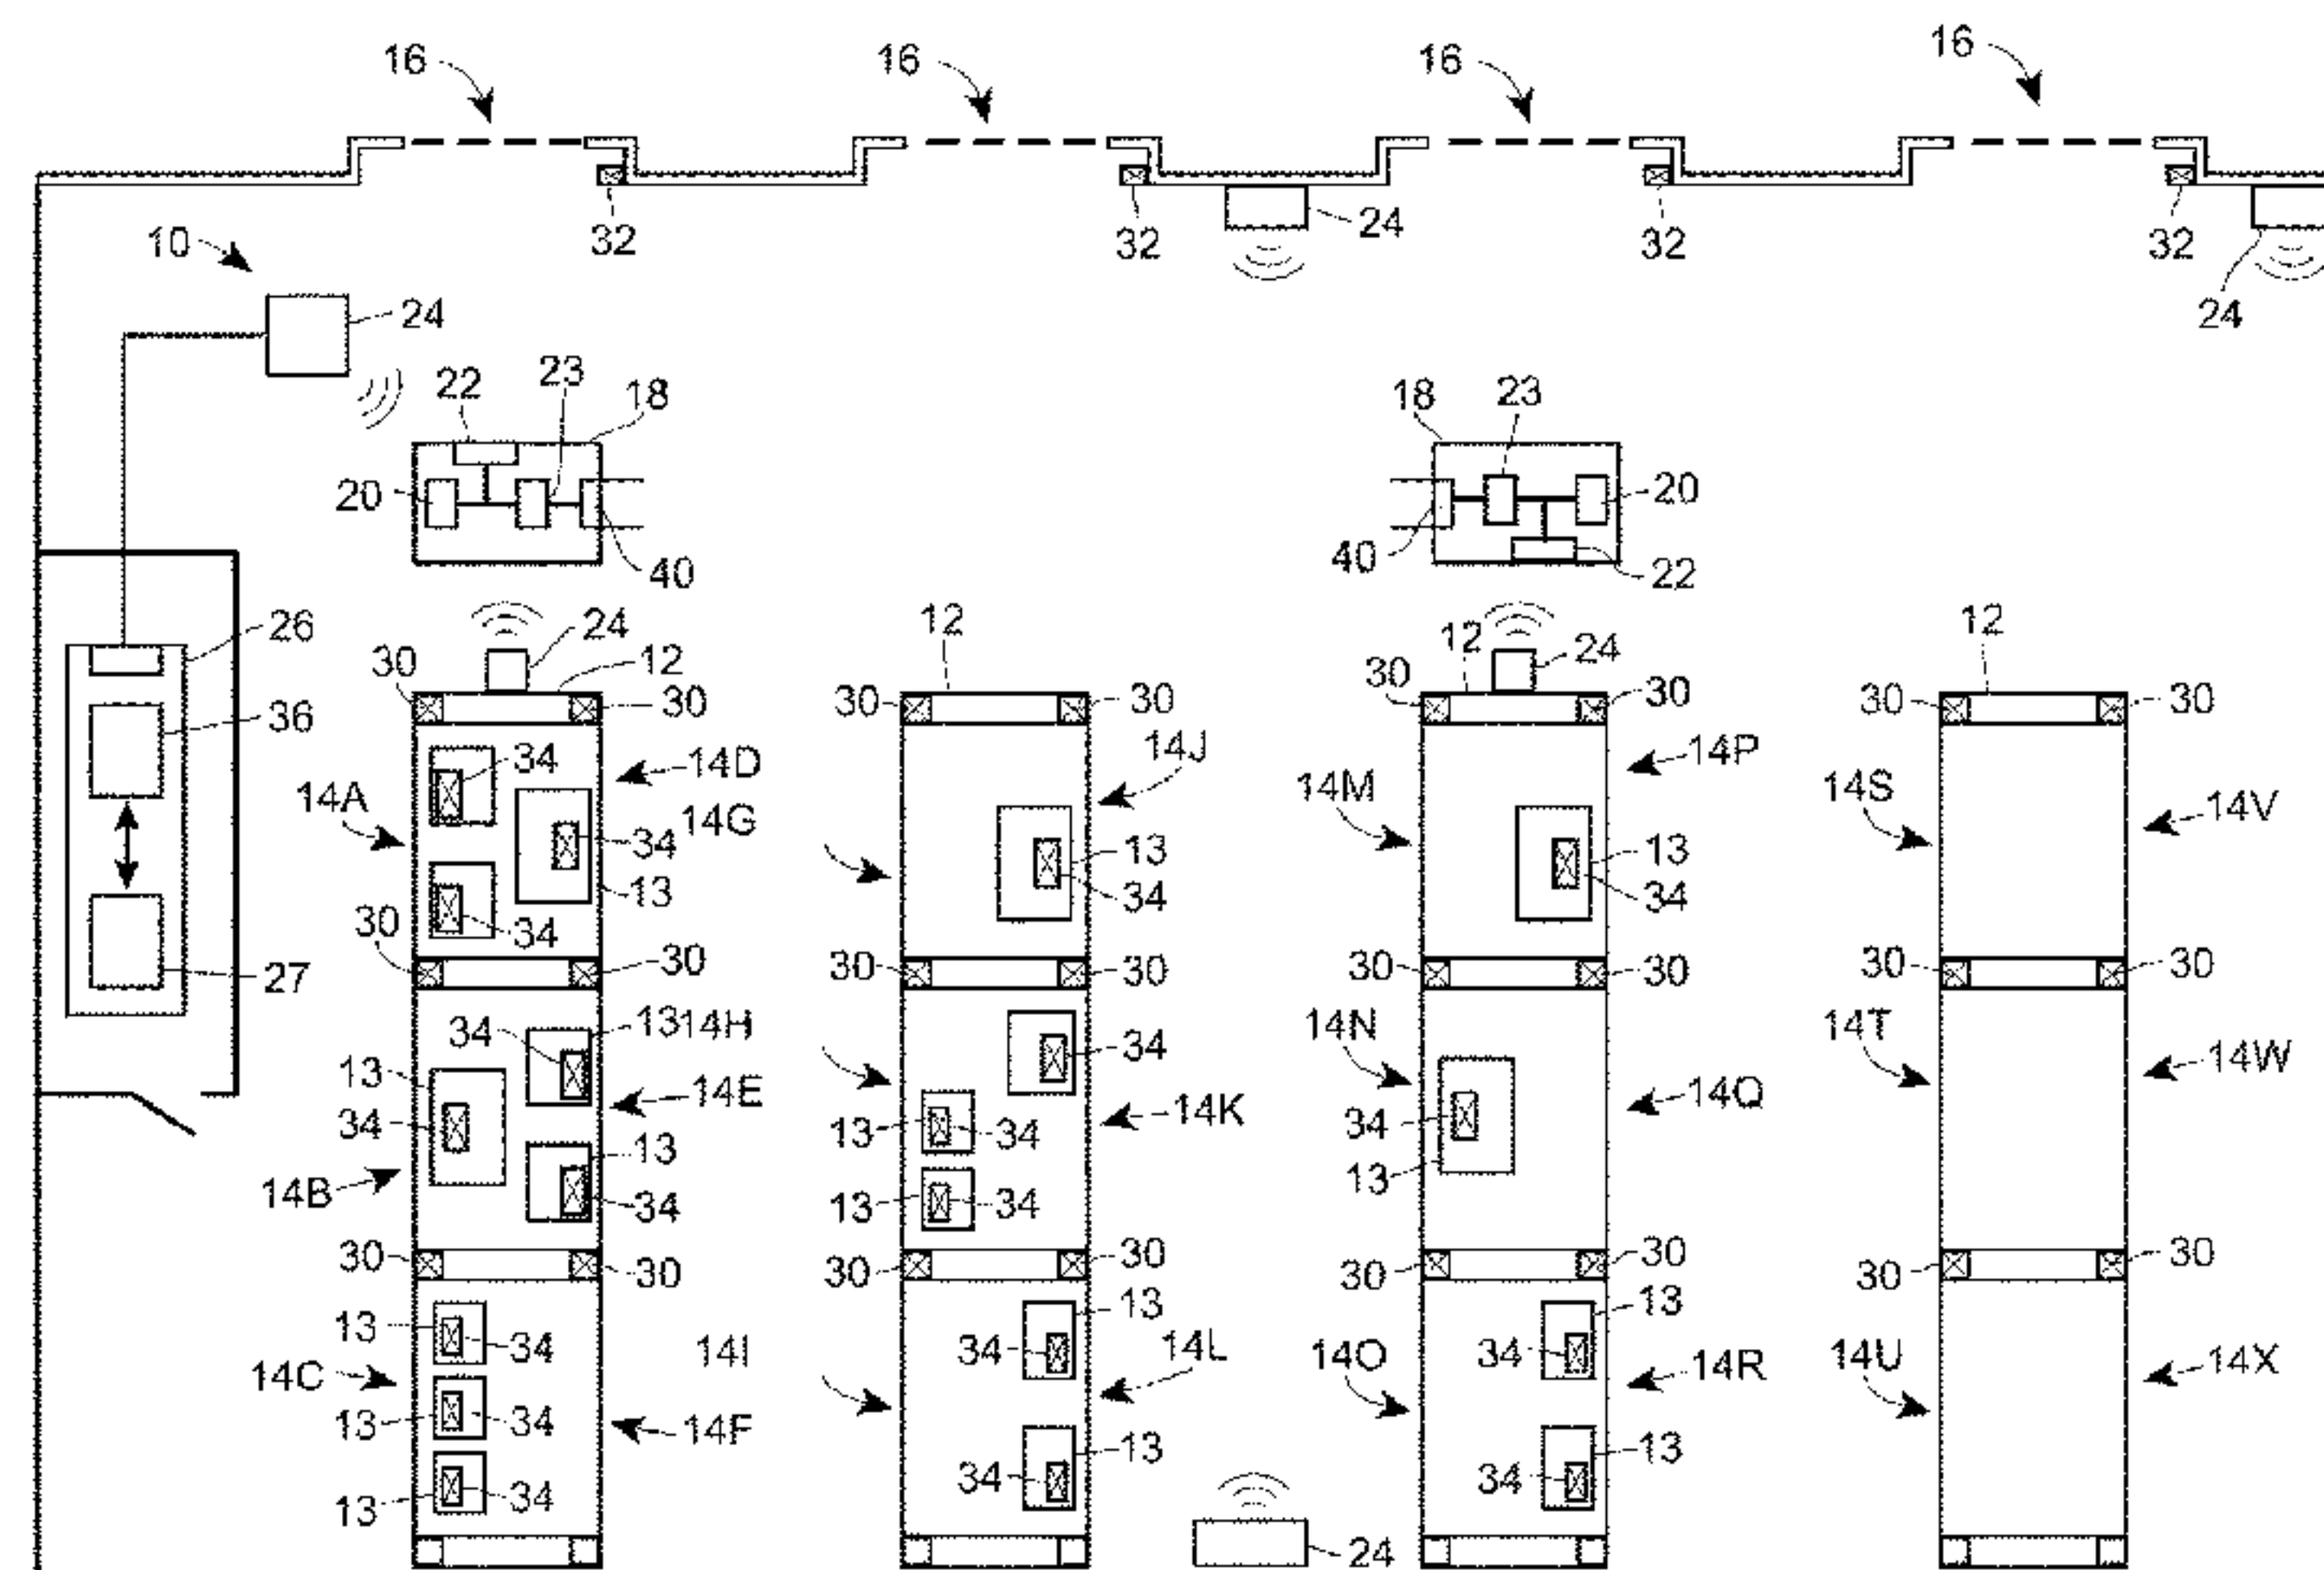 16 16 16 16
32 32 24 32 32
10
24 24
22 23 18 18 23
20 20
40 40 22
26 24 12 12 12 24 12
30 30 30 30 30 30 30 30
36
34 14D 14J 14P
14A 14M 14S 14V
34 14G 13 13
34 13 34 34
30 30 30 30 30 30 30 30
27
34 13 14H 34 14N 14T 14W
13 14E 14K 14Q
34 13 13 34 34
14B 34 13 34 13
30 30 30 30 30 30 30 30
13 34 13 13
14C 14I 34 14L 14O 34 14R 14U 14X
13 34 14F 13 13
13 34 34 34
24